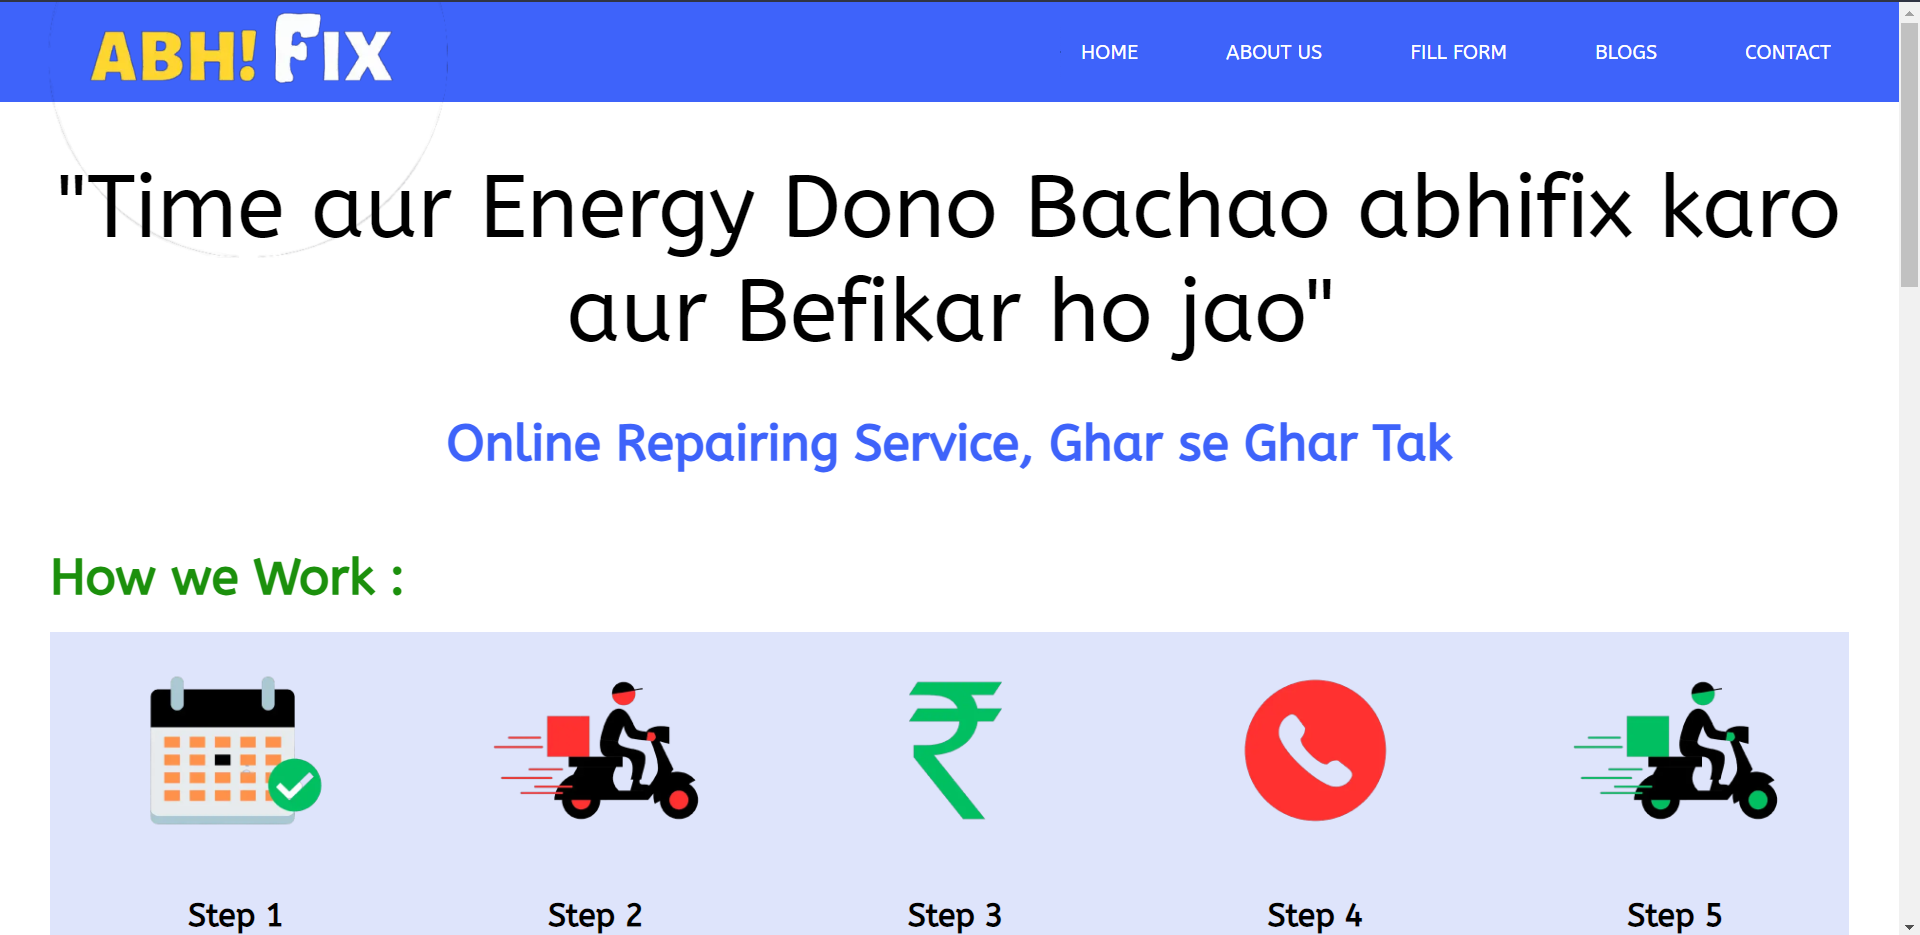 ABH! FIX
HOME ABOUT US FILL FORM BLOGS CONTACT
"Time aur Energy Dono Bachao abhifix karo
aur Befikar ho jao"
Online Repairing Service, Ghar se Ghar Tak
How we Work :
₹
Step 1 Step 2 Step 3 Step 4 Step 5